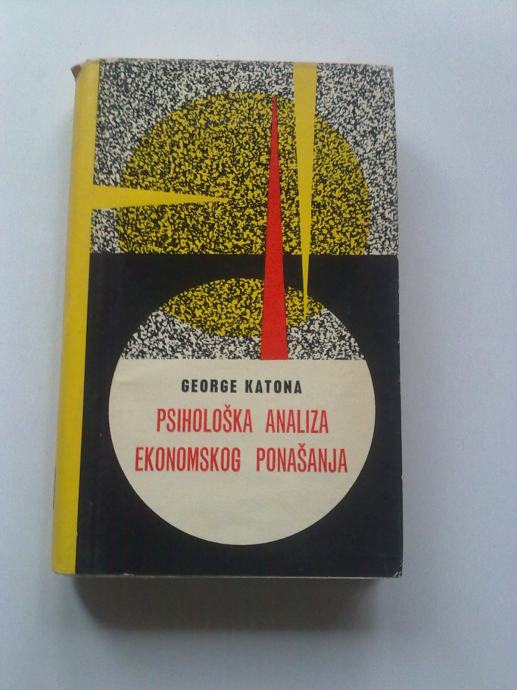 GEORGE KATONA
PSIHOLOŠKA ANALIZA
EKONOMSKOG PONAŠANJA